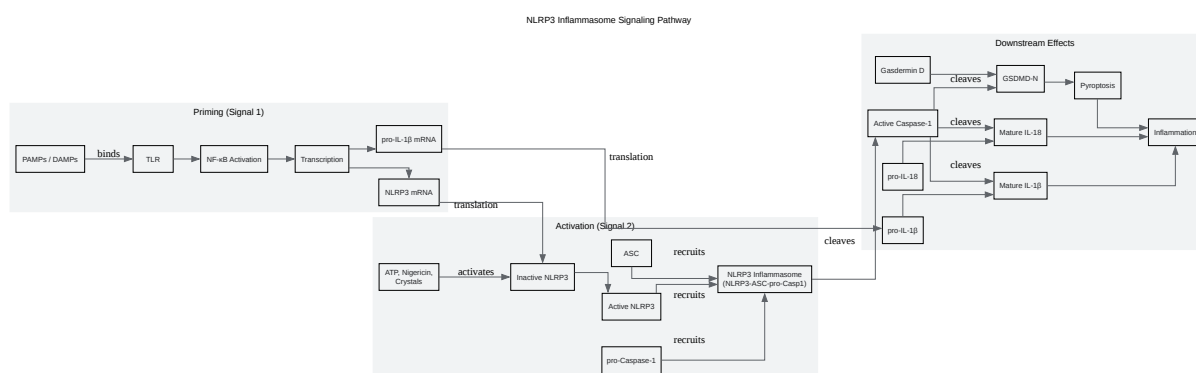 NLRP3 Inflammasome Signaling Pathway
Priming (Signal 1)
PAMPs / DAMPs
binds
TLR
NF-κB Activation
Transcription
pro-IL-1β mRNA
NLRP3 mRNA
translation
translation
Activation (Signal 2)
ATP, Nigericin,
Crystals
activates
Inactive NLRP3
ASC
Active NLRP3
pro-Caspase-1
recruits
recruits
recruits
NLRP3 Inflammasome
(NLRP3-ASC-pro-Casp1)
cleaves
Downstream Effects
Gasdermin D
cleaves
GSDMD-N
Pyroptosis
Active Caspase-1
cleaves
Mature IL-18
Inflammation
pro-IL-18
cleaves
Mature IL-1β
pro-IL-1β